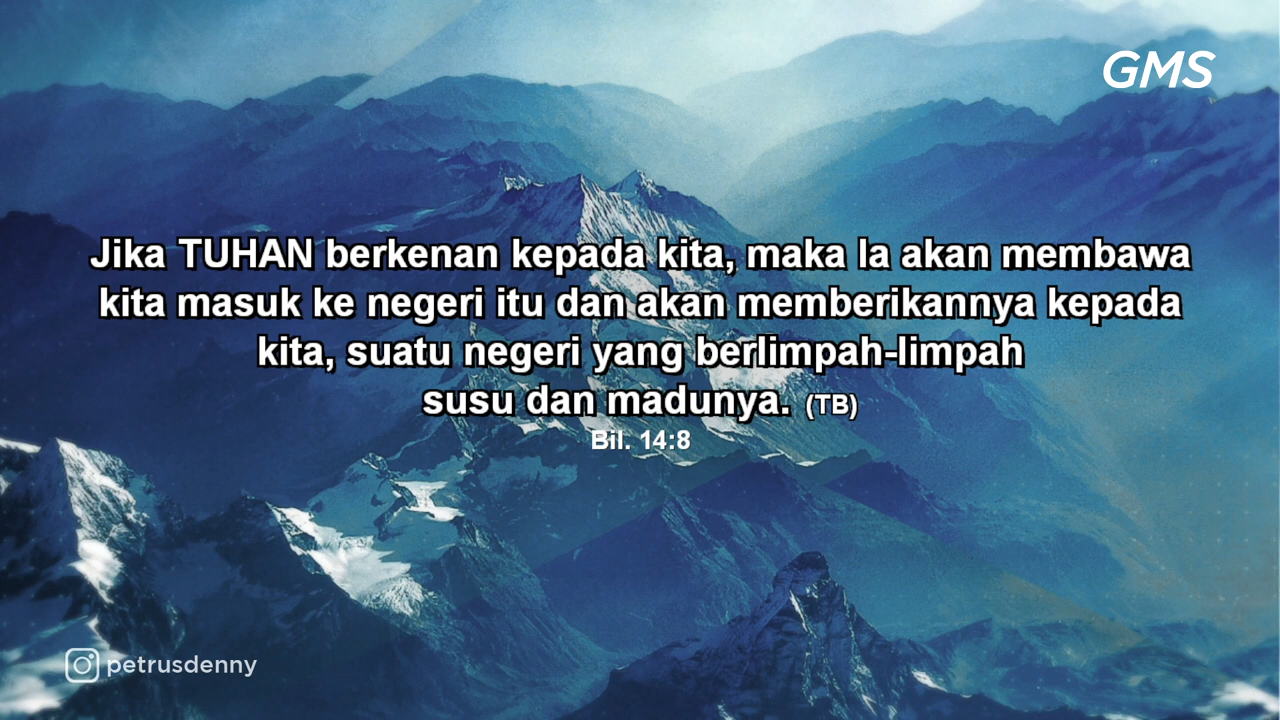 GMS
Jika TUHAN berkenan kepada kita, maka Ia akan membawa
kita masuk ke negeri itu dan akan memberikannya kepada
kita, suatu negeri yang berlimpah-limpah
susu dan madunya. (TB)
Bil. 14:8
petrusdenny